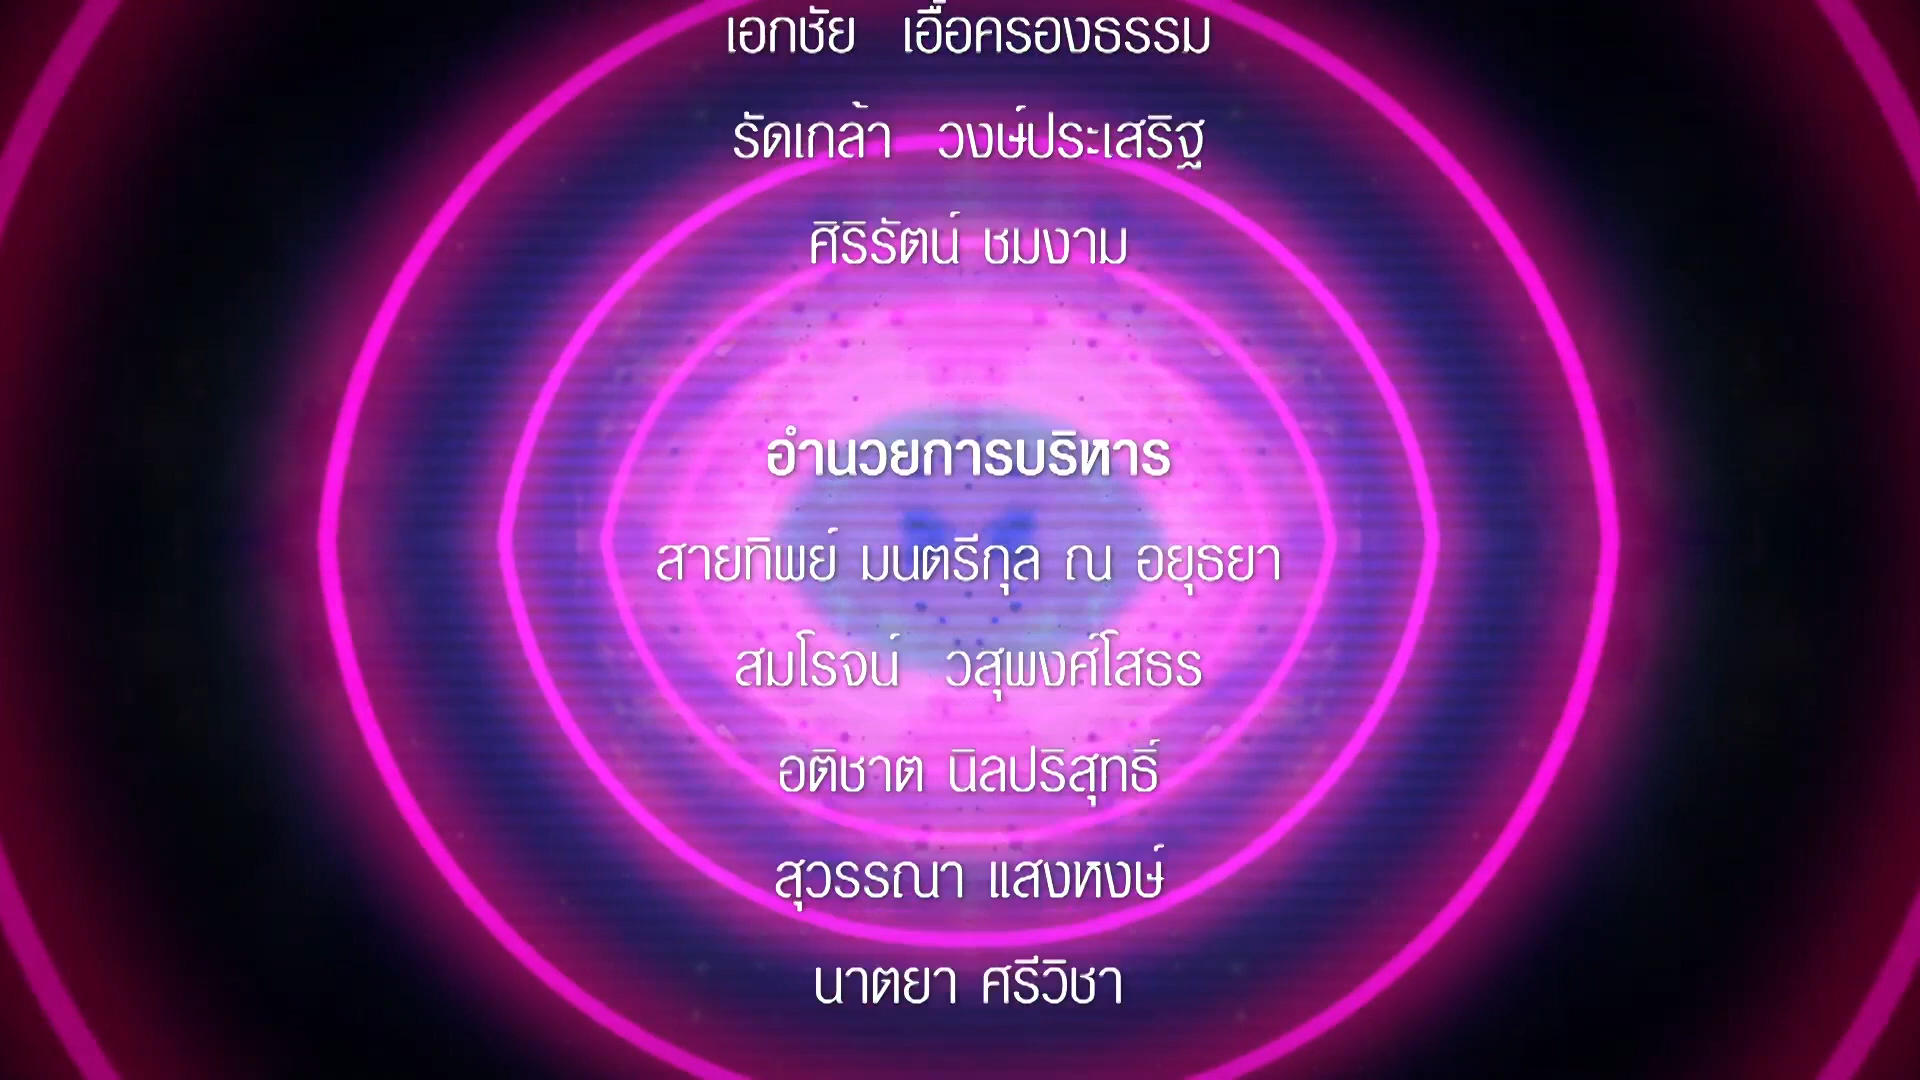 เอกชัย เอื้อครองธรรม
รัดเกล้า วงษ์ประเสริฐ
ศิริรัตน์ ชมงาม
อำนวยการบริหาร
สายทิพย์ มนตรีกุล ณ อยุธยา
สมโรจน์ วสุพงศ์โสธร
อติชาต นิลปริสุทธิ์
สุวรรณา แสงหงษ์
นาตยา ศรีวิชา